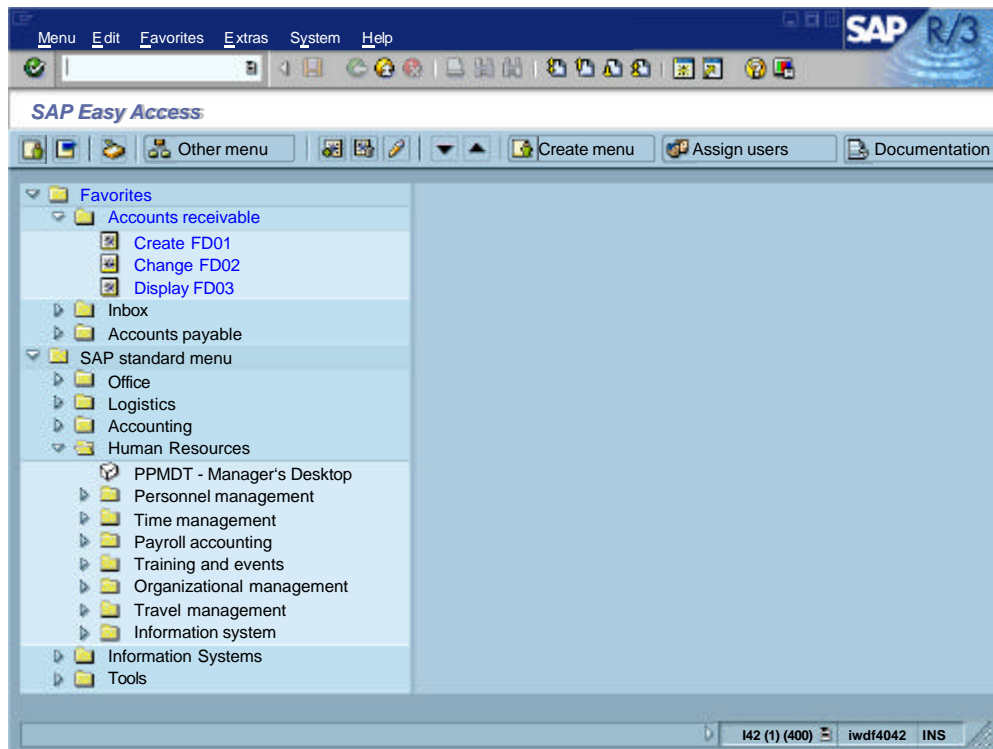 SAP R/3
Menu Edit Favorites Extras System Help
SAP Easy Access
Other menu Create menu Assign users Documentation
Favorites
Accounts receivable
Create FD01
Change FD02
Display FD03
Inbox
Accounts payable
SAP standard menu
Office
Logistics
Accounting
Human Resources
PPMDT - Manager‘s Desktop
Personnel management
Time management
Payroll accounting
Training and events
Organizational management
Travel management
Information system
Information Systems
Tools
I42 (1) (400) iwdf4042 INS